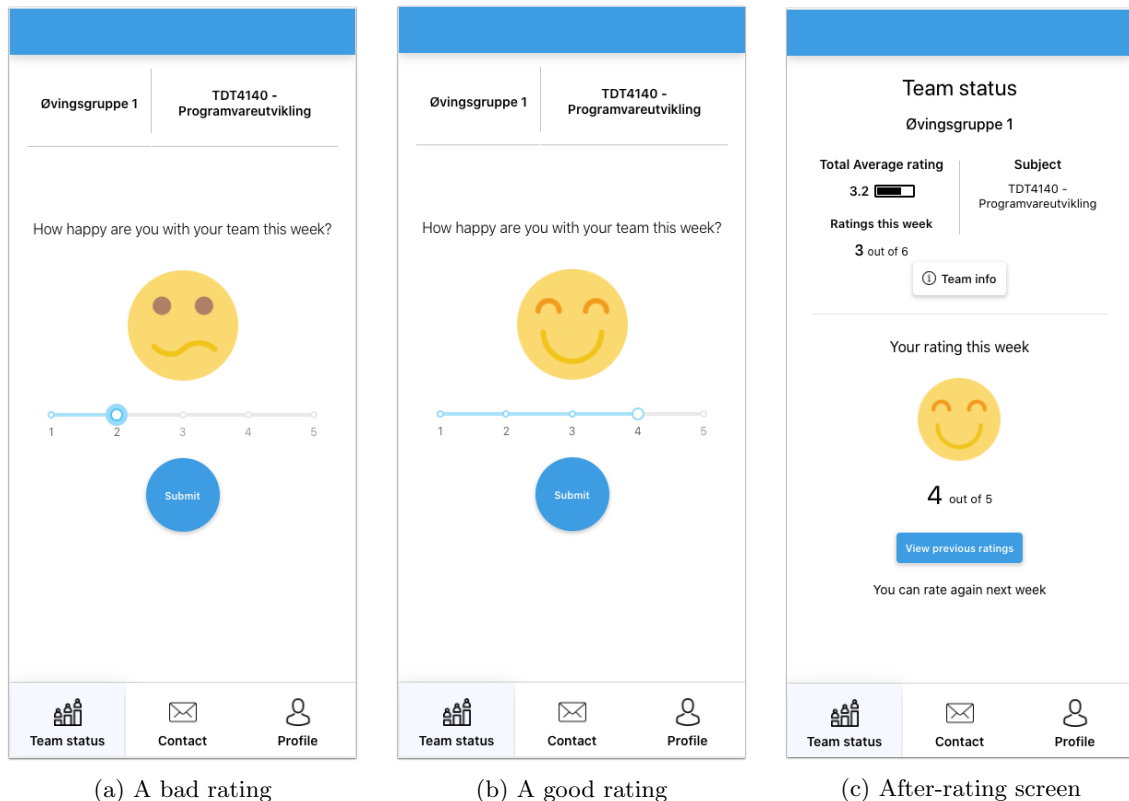 Øvingsgruppe 1
TDT4140 -
Programvareutvikling
How happy are you with your team this week?
1 2 3 4 5
Submit
Team status Contact Profile
(a) A bad rating
Øvingsgruppe 1
TDT4140 -
Programvareutvikling
How happy are you with your team this week?
1 2 3 4 5
Submit
Team status Contact Profile
(b) A good rating
Team status
Øvingsgruppe 1
Total Average rating
3.2
Ratings this week
3 out of 6
Subject
TDT4140 -
Programvareutvikling
Team info
Your rating this week
4 out of 5
View previous ratings
You can rate again next week
Team status Contact Profile
(c) After-rating screen